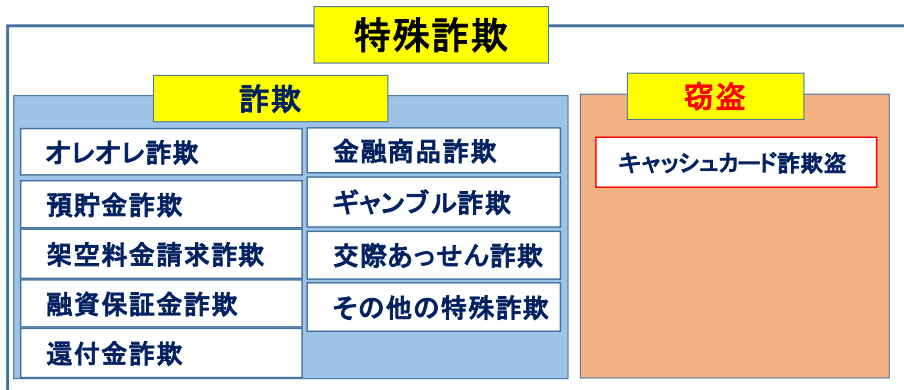 特殊詐欺
詐欺
オレオレ詐欺
預貯金詐欺
架空料金請求詐欺
融資保証金詐欺
還付金詐欺
金融商品詐欺
ギャンブル詐欺
交際あっせん詐欺
その他の特殊詐欺
窃盗
キャッシュカード詐欺盗